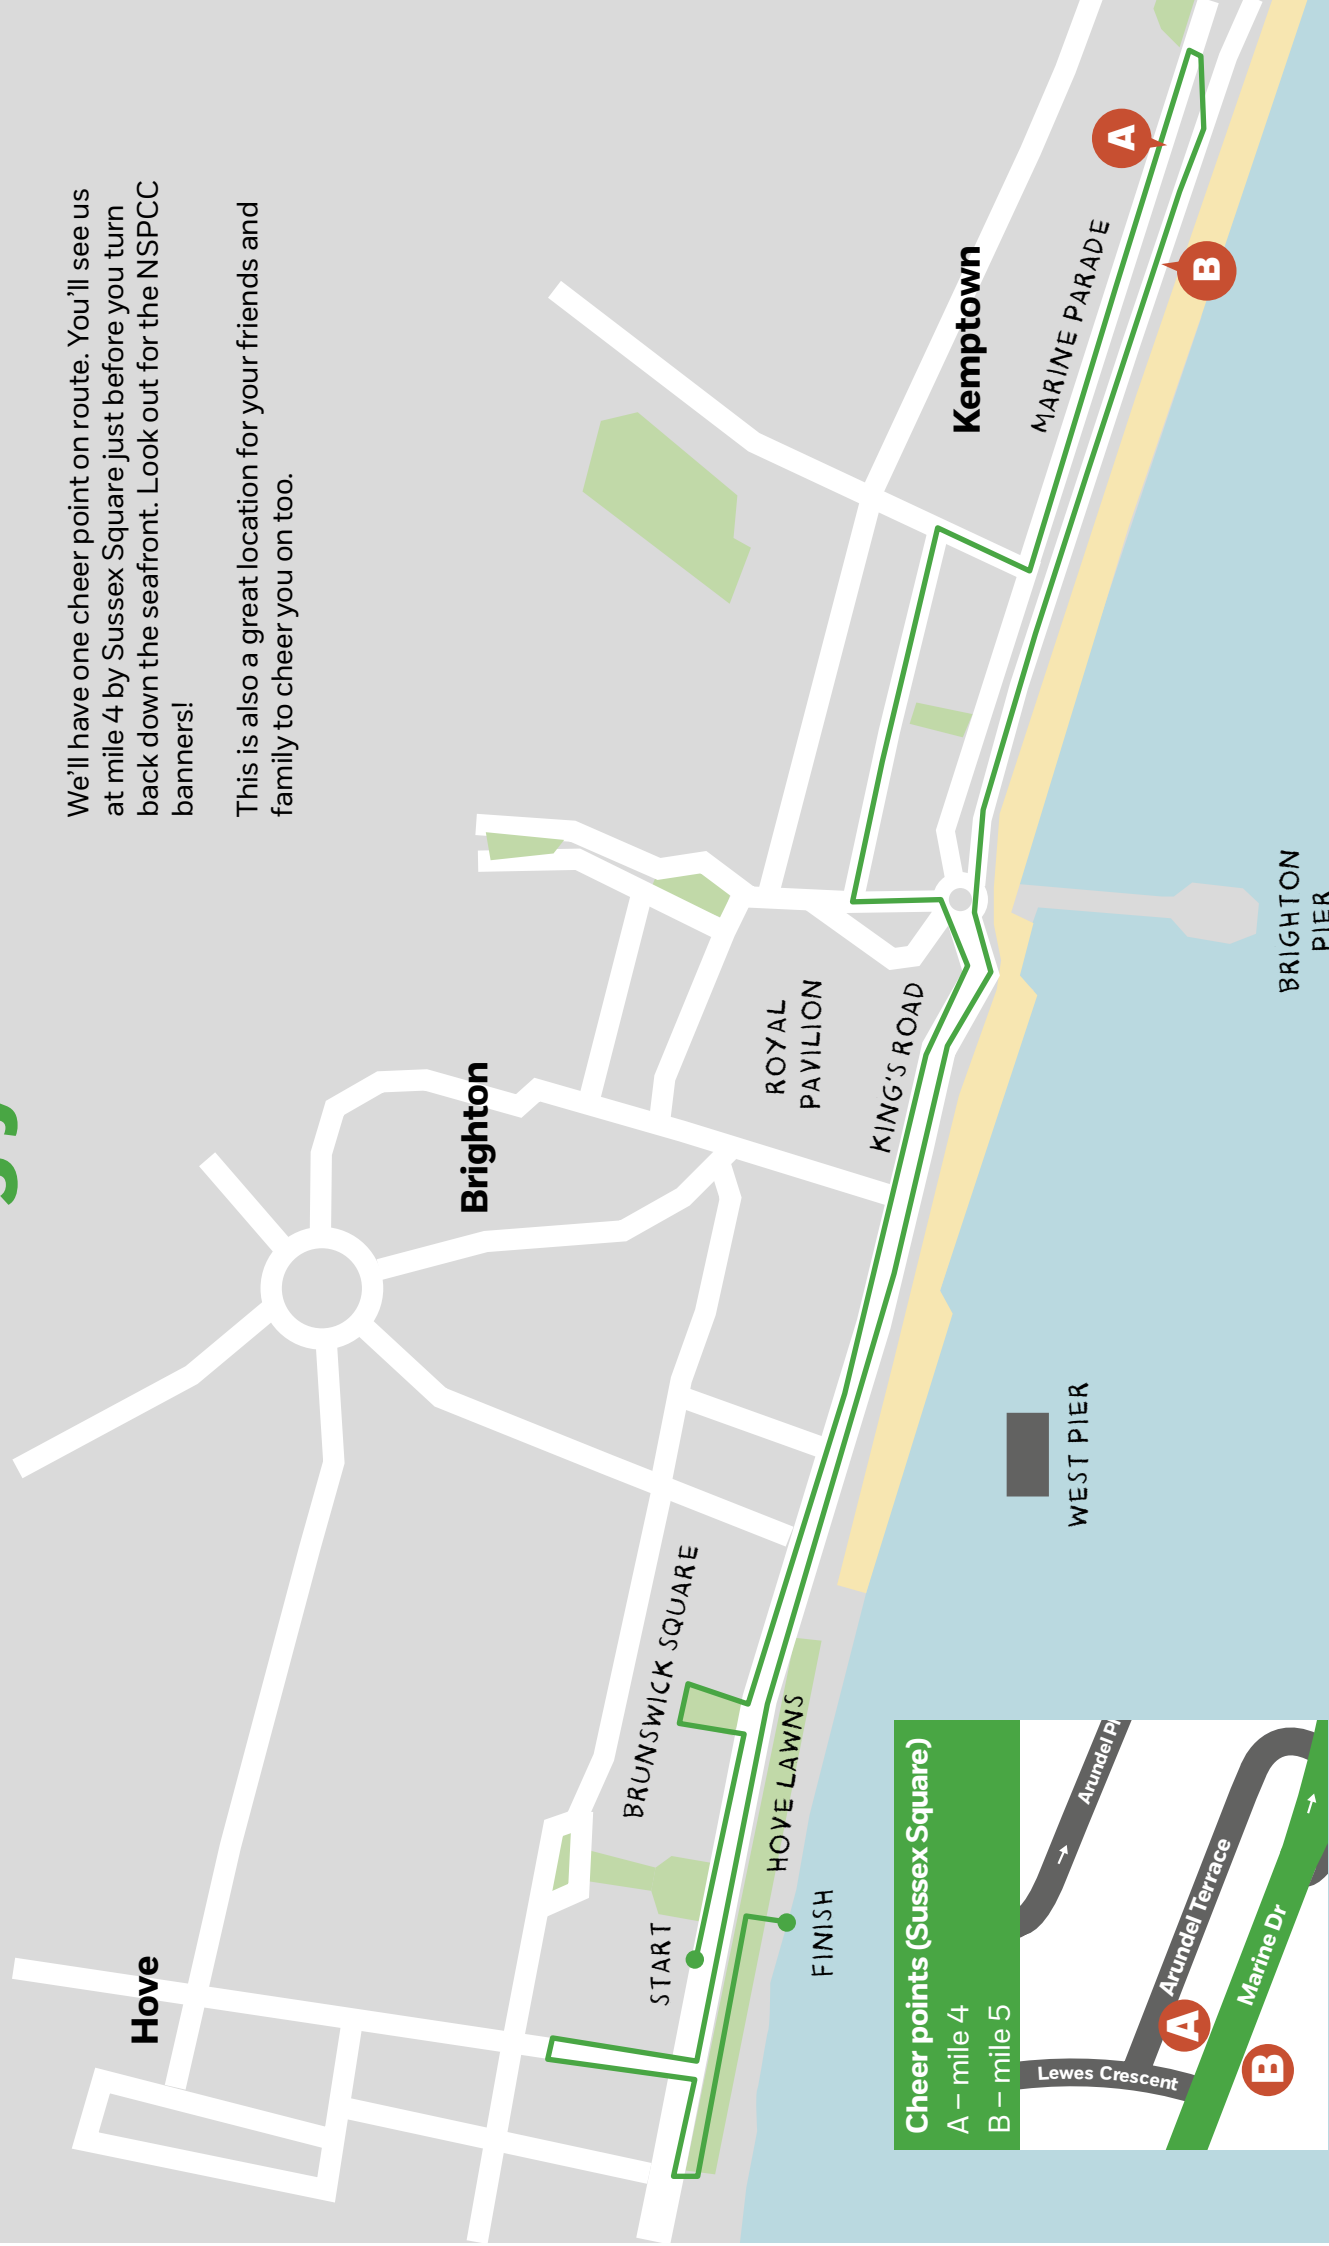 We'll have one cheer point on route. You'll see us
at mile 4 by Sussex Square just before you turn
back down the seafront. Look out for the NSPCC
banners!
This is also a great location for your friends and
family to cheer you on too.
Hove
Brighton
Kemptown
START
FINISH
BRUNSWICK SQUARE
HOVE LAWNS
WEST PIER
ROYAL
PAVILION
KING'S ROAD
BRIGHTON
PIER
MARINE PARADE
A
B
Cheer points (Sussex Square)
A – mile 4
B – mile 5
Lewes Crescent
Arundel Terrace
Arundel Pl
Marine Dr
A
B